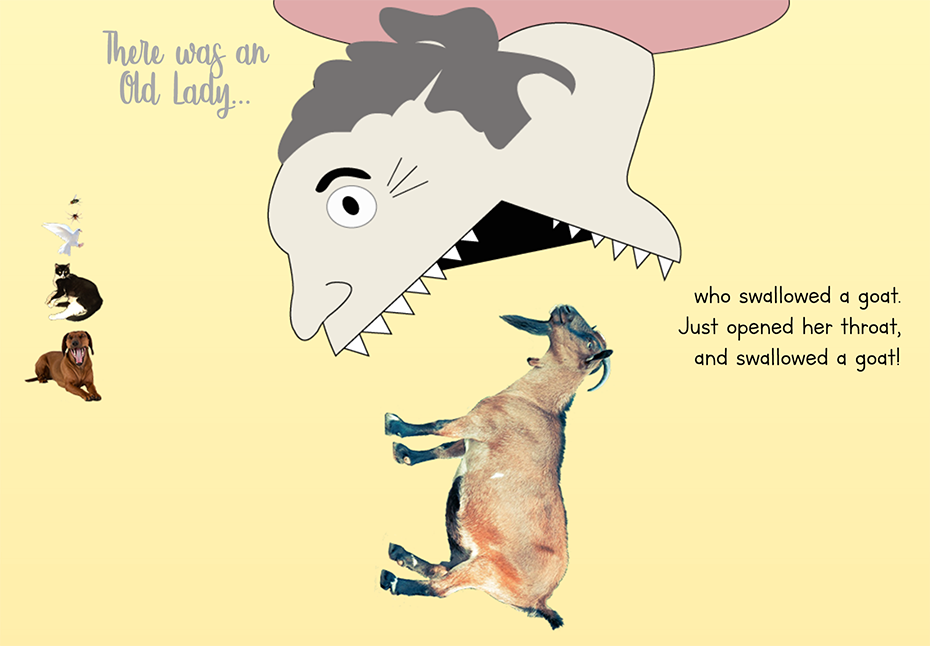 There was an
Old Lady...
who swallowed a goat.
Just opened her throat,
and swallowed a goat!